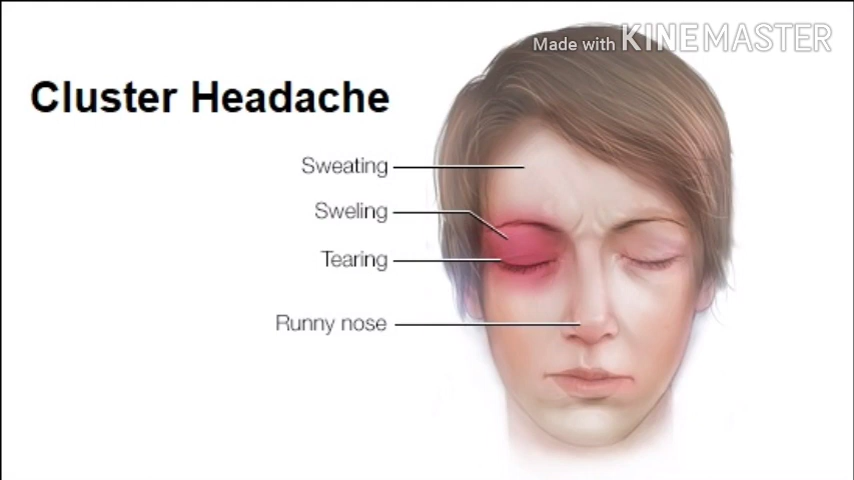 Made with KINEMASTER
Cluster Headache
Sweating
Sweling
Tearing
Runny nose